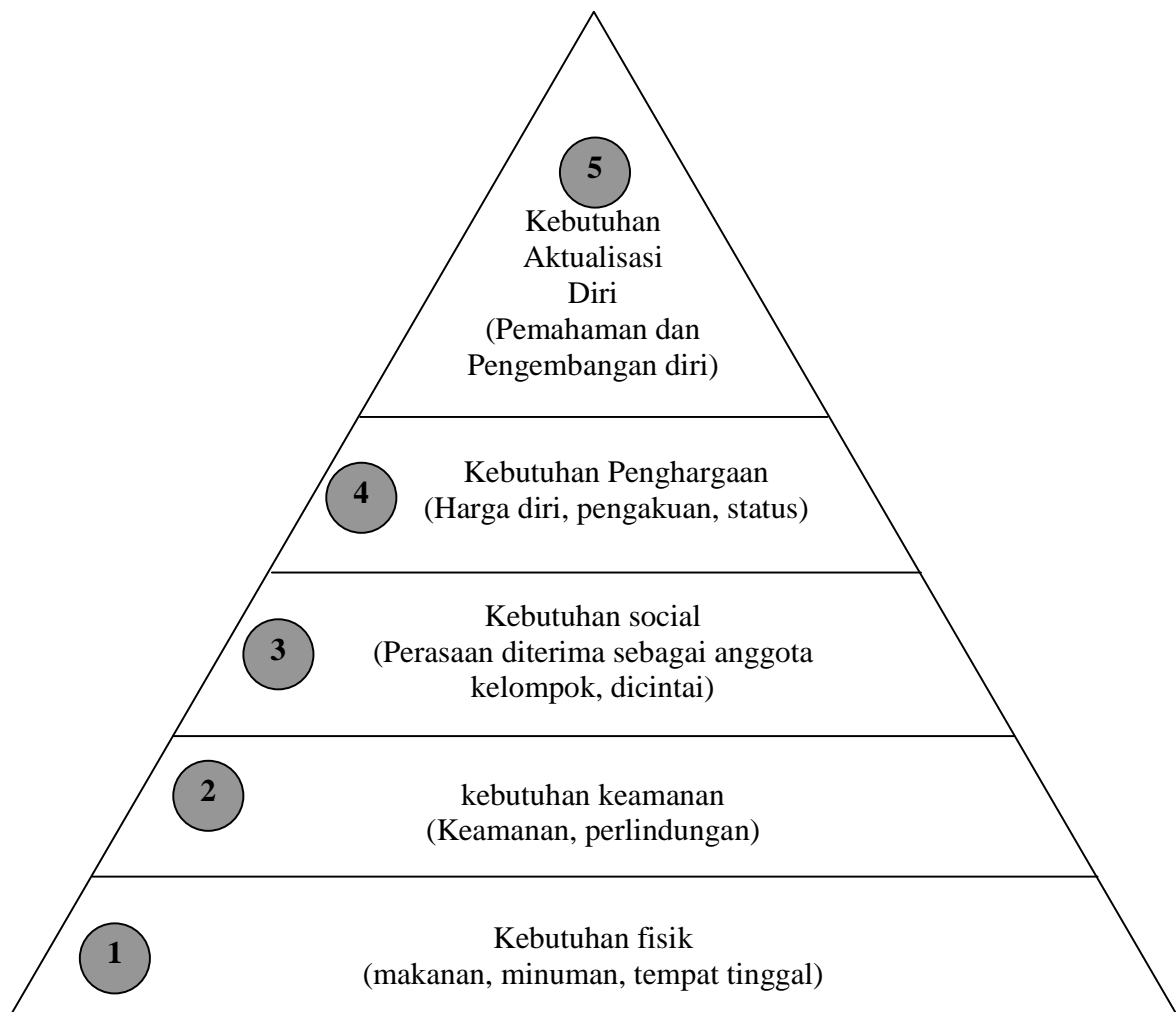 5
Kebutuhan
Aktualisasi
Diri
(Pemahaman dan
Pengembangan diri)
4
Kebutuhan Penghargaan
(Harga diri, pengakuan, status)
3
Kebutuhan social
(Perasaan diterima sebagai anggota
kelompok, dicintai)
2
kebutuhan keamanan
(Keamanan, perlindungan)
1
Kebutuhan fisik
(makanan, minuman, tempat tinggal)